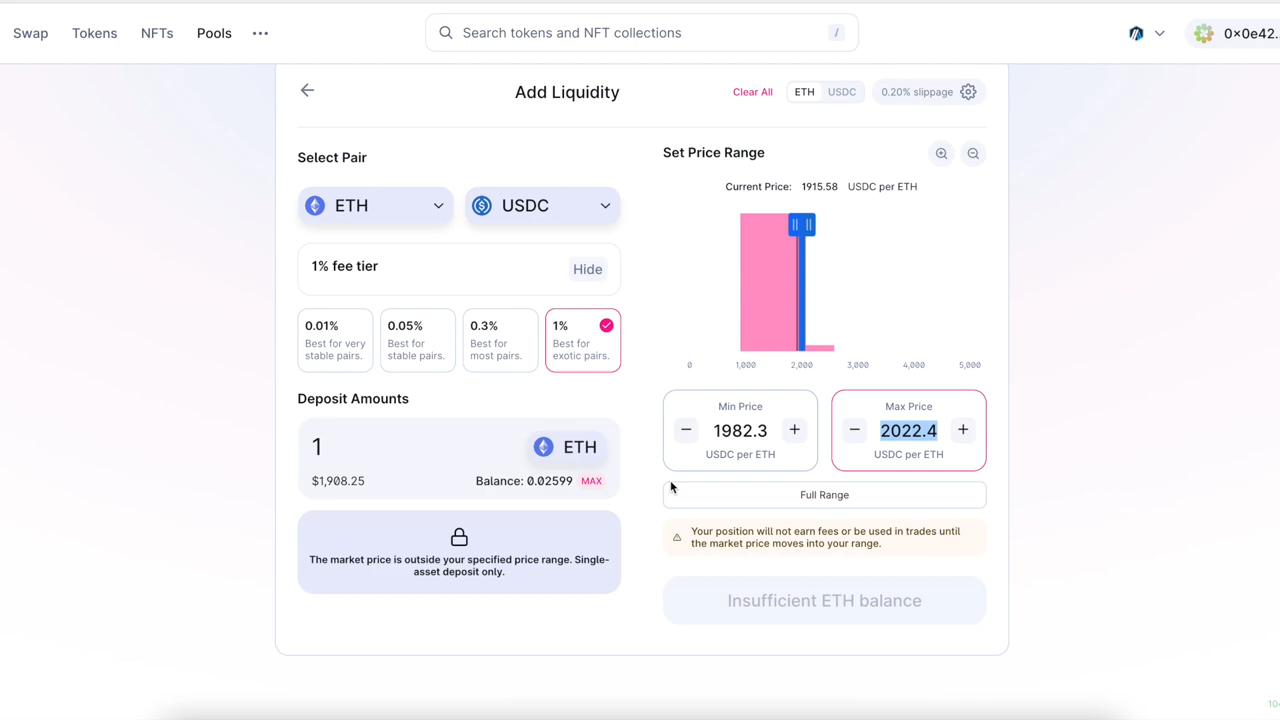 Swap
Tokens
NFTs
Pools
Search tokens and NFT collections
/
0x0e42.
Add Liquidity
Clear All
ETH
USDC
0.20% slippage
Select Pair
ETH
USDC
1% fee tier
Hide
0.01%
Best for very
stable pairs.
0.05%
Best for
stable pairs.
0.3%
Best for
most pairs.
1%
Best for
exotic pairs.
Deposit Amounts
1
ETH
$1,908.25
Balance: 0.02599
MAX
The market price is outside your specified price range. Single-
asset deposit only.
Set Price Range
Current Price: 1915.58 USDC per ETH
0 1,000 2,000 3,000 4,000 5,000
Min Price
1982.3
USDC per ETH
Max Price
2022.4
USDC per ETH
Full Range
Your position will not earn fees or be used in trades until
the market price moves into your range.
Insufficient ETH balance